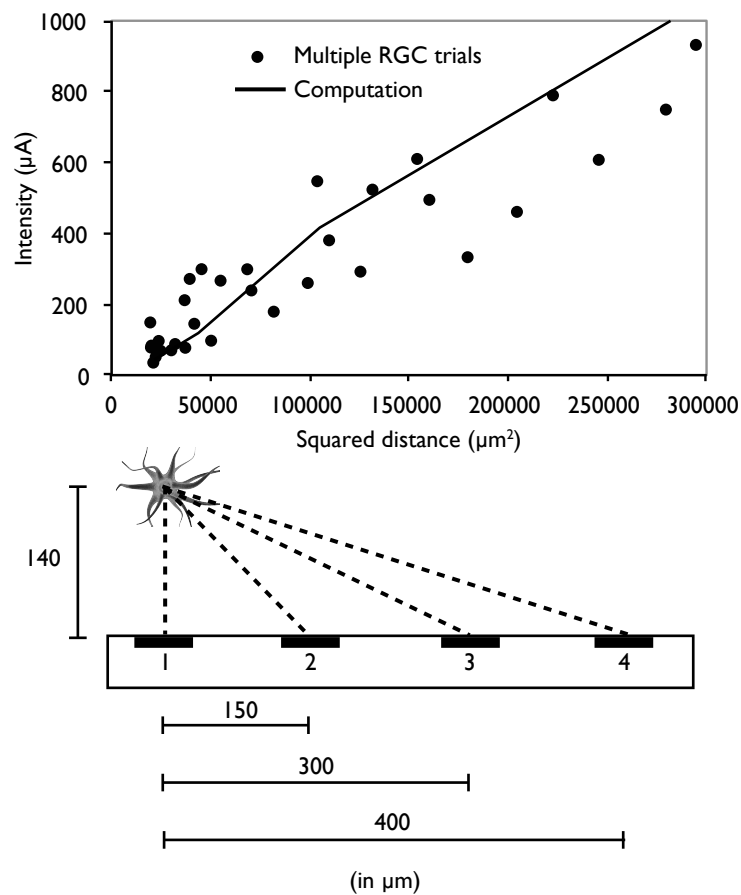 1000
800
600
400
200
0
Intensity (µA)
Multiple RGC trials
Computation
0 50000 100000 150000 200000 250000 300000
Squared distance (µm²)
140
1 2 3 4
150
300
400
(in µm)